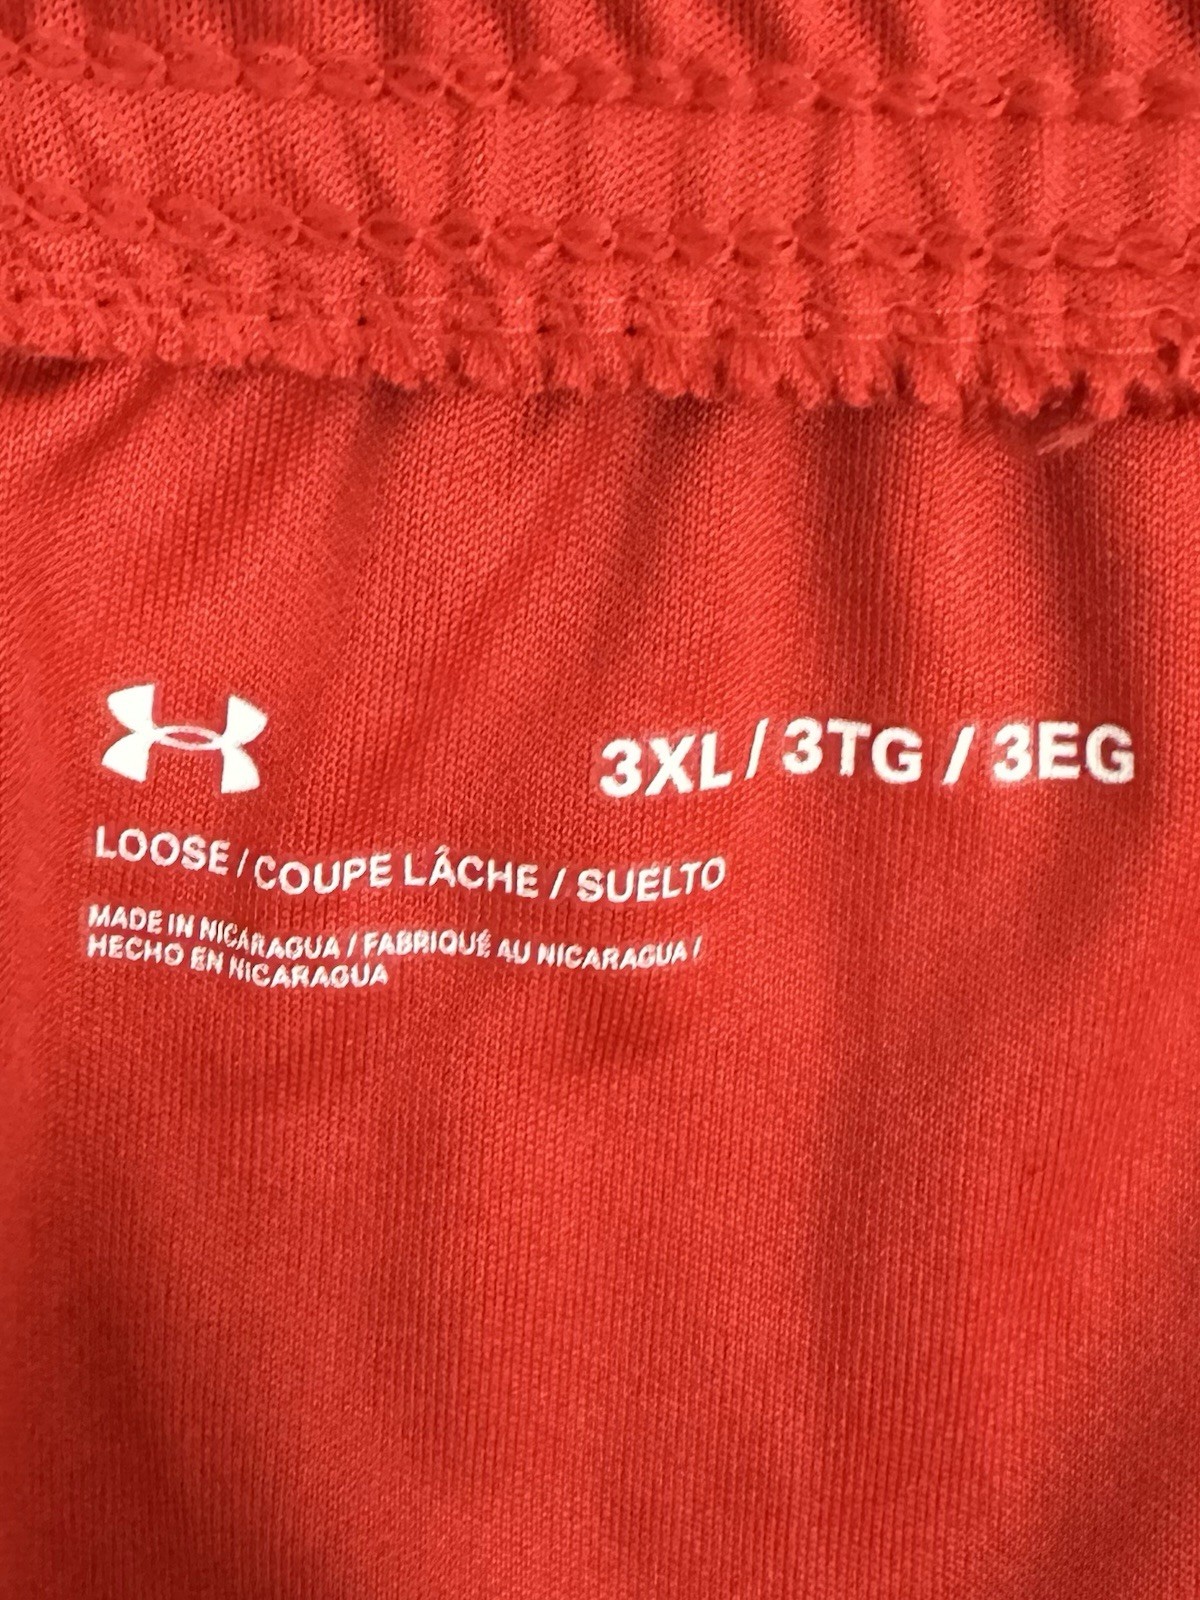 3XL / 3TG / 3EG
LOOSE / COUPE LÂCHE / SUELTO
MADE IN NICARAGUA / FABRIQUÉ AU NICARAGUA /
HECHO EN NICARAGUA